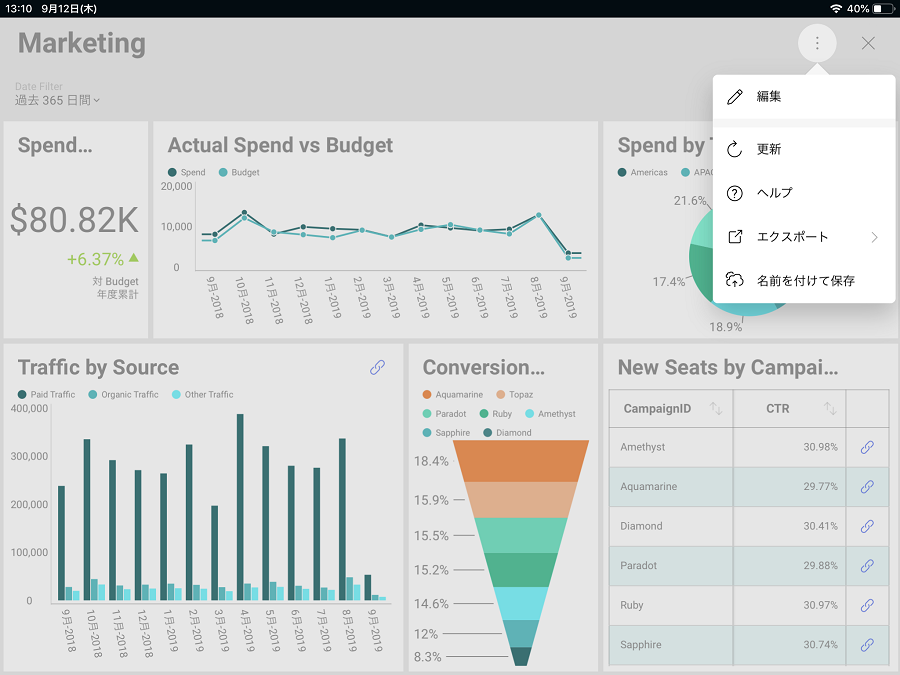 13:10 9月12日(木)
40%
Marketing
Date Filter
過去 365 日間
編集
更新
ヘルプ
エクスポート
名前を付けて保存
Spend...
$80.82K
+6.37%
対 Budget
年度累計
Actual Spend vs Budget
Spend
Budget
20,000
10,000
0
9月-2018
10月-2018
11月-2018
12月-2018
1月-2019
2月-2019
3月-2019
4月-2019
5月-2019
6月-2019
7月-2019
8月-2019
9月-2019
Spend by
Americas
APAC
21.6%
17.4%
18.9%
Traffic by Source
Paid Traffic
Organic Traffic
Other Traffic
400,000
300,000
200,000
100,000
0
9月-2018
10月-2018
11月-2018
12月-2018
1月-2019
2月-2019
3月-2019
4月-2019
5月-2019
6月-2019
7月-2019
8月-2019
9月-2019
Conversion...
Aquamarine Topaz
Paradot Ruby Amethyst
Sapphire Diamond
18.4%
15.9%
15.5%
15.2%
14.6%
12%
8.3%
New Seats by Campai...
CampaignID CTR
Amethyst 30.98%
Aquamarine 29.77%
Diamond 30.41%
Paradot 29.88%
Ruby 30.97%
Sapphire 30.74%